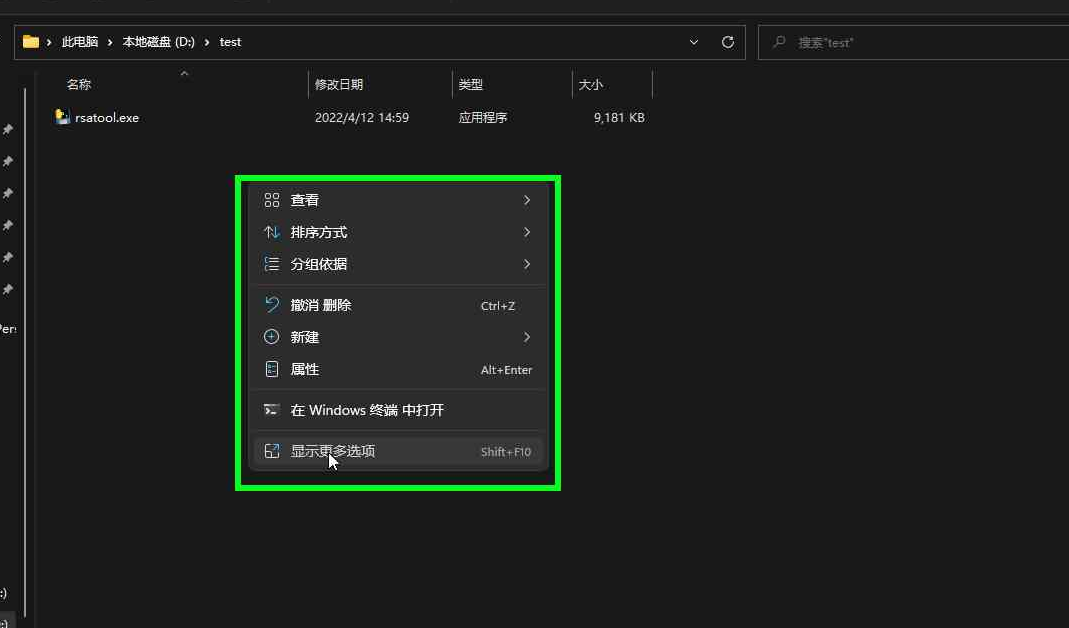 此电脑 本地磁盘 (D:) test
搜索"test"
名称 修改日期 类型 大小
rsatool.exe 2022/4/12 14:59 应用程序 9,181 KB
查看
排序方式
分组依据
撤消 删除 Ctrl+Z
新建
属性 Alt+Enter
在 Windows 终端 中打开
显示更多选项 Shift+F10
:)